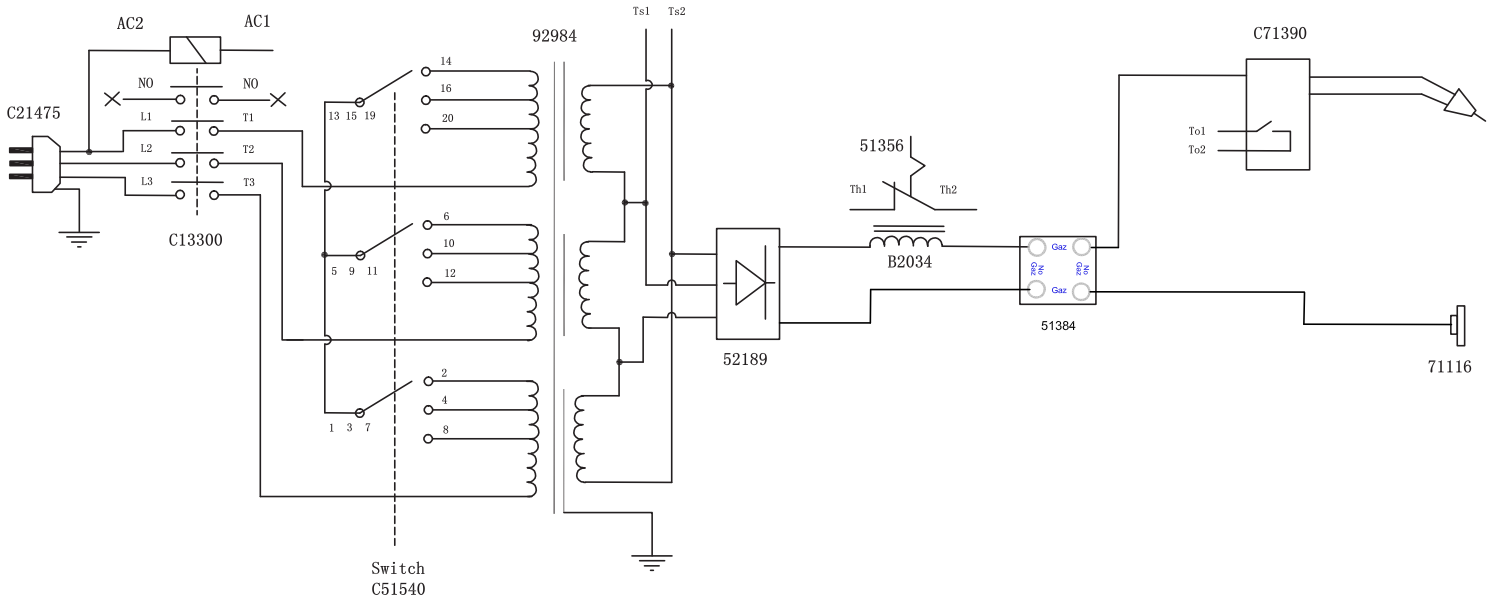 Ts1 Ts2
AC2 AC1
92984
C71390
14
NO NO
16
C21475
13 15 19
L1 T1
20
To1
To2
51356
L2 T2
L3 T3
Th1 Th2
6
C13300
10
5 9 11
12
B2034
Gaz
No Gaz
No Gaz
Gaz
51384
52189
71116
2
4
1 3 7
8
Switch
C51540